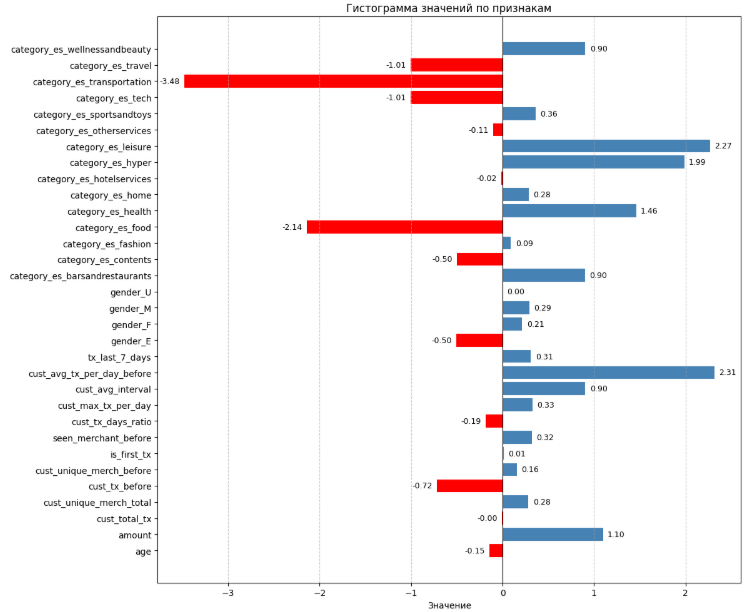 Гистограмма значений по признакам
category_es_wellnessandbeauty 0.90
category_es_travel -1.01
category_es_transportation -3.48
category_es_tech -1.01
category_es_sportsandtoys 0.36
category_es_otherservices -0.11
category_es_leisure 2.27
category_es_hyper 1.99
category_es_hotelservices -0.02
category_es_home 0.28
category_es_health 1.46
category_es_food -2.14
category_es_fashion 0.09
category_es_contents -0.50
category_es_barsandrestaurants 0.90
gender_U 0.00
gender_M 0.29
gender_F 0.21
gender_E -0.50
tx_last_7_days 0.31
cust_avg_tx_per_day_before 2.31
cust_avg_interval 0.90
cust_max_tx_per_day 0.33
cust_tx_days_ratio -0.19
seen_merchant_before 0.32
is_first_tx 0.01
cust_unique_merch_before 0.16
cust_tx_before -0.72
cust_unique_merch_total 0.28
cust_total_tx -0.00
amount 1.10
age -0.15
−3 −2 −1 0 1 2
Значение